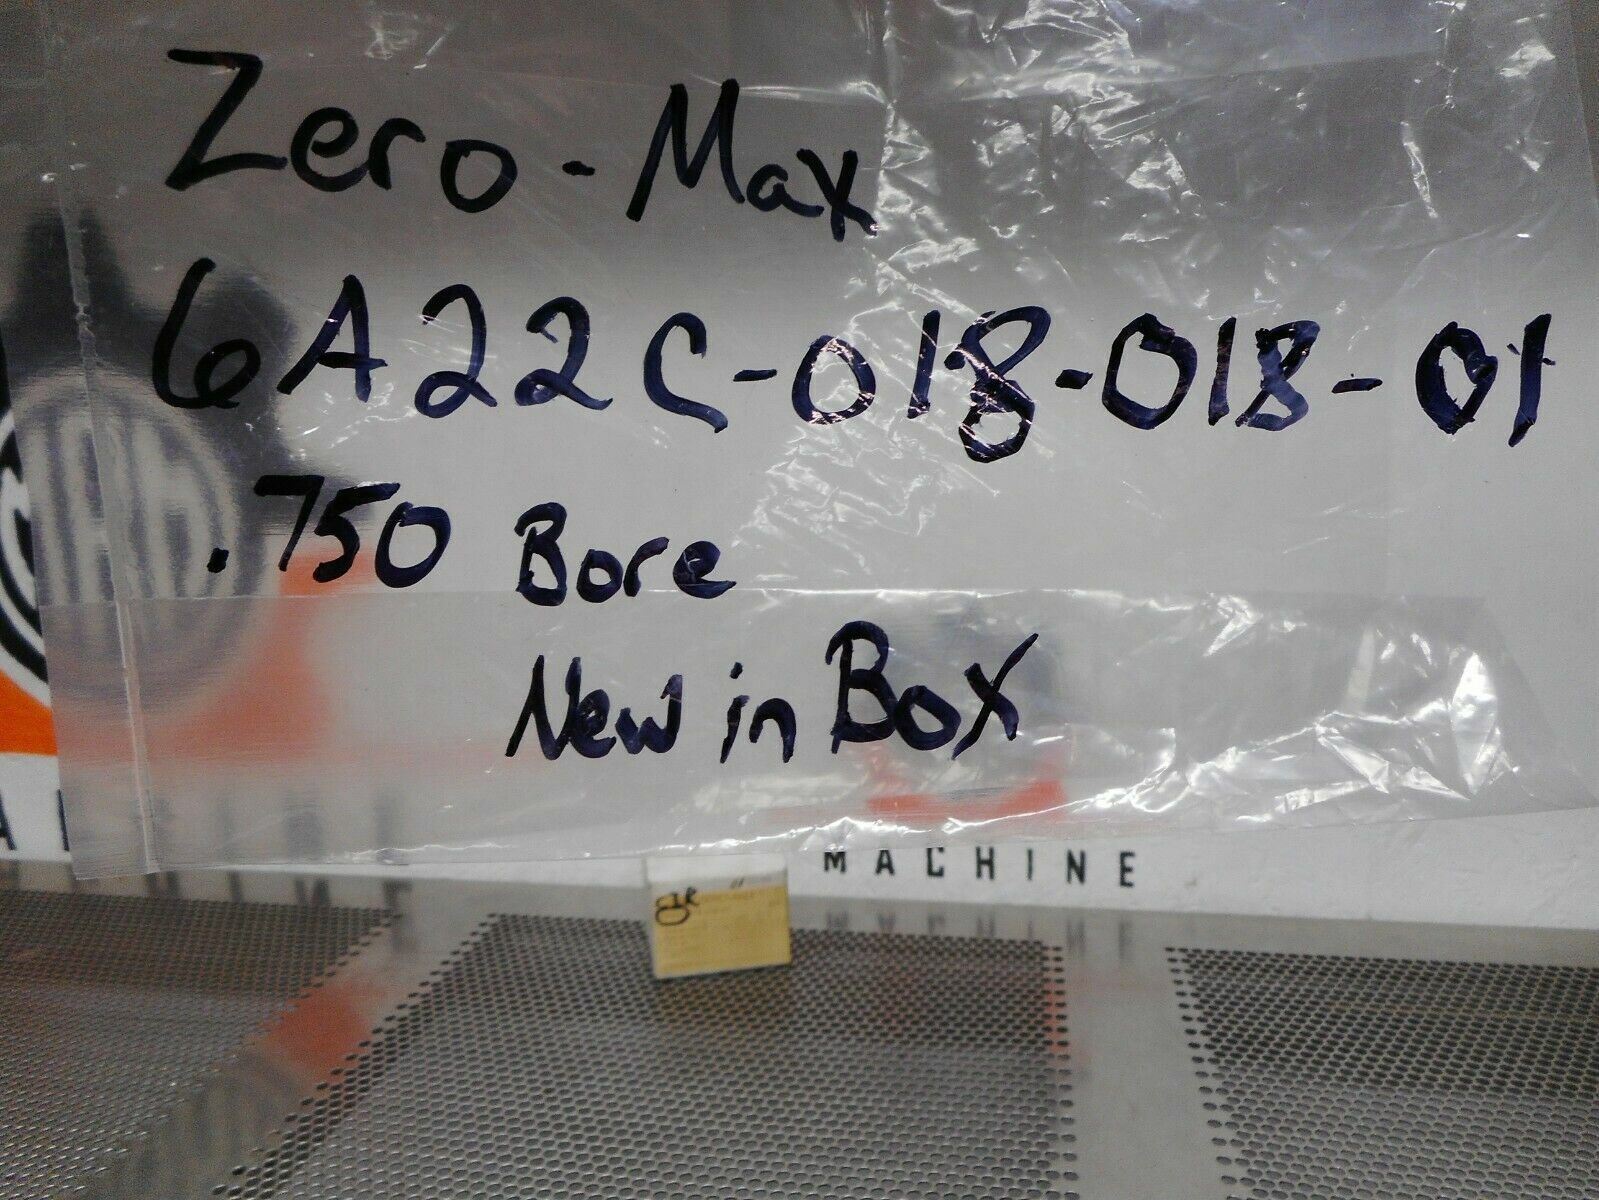 Zero-Max
6A22C-018-018-01
.750 Bore
New in Box
MACHINE